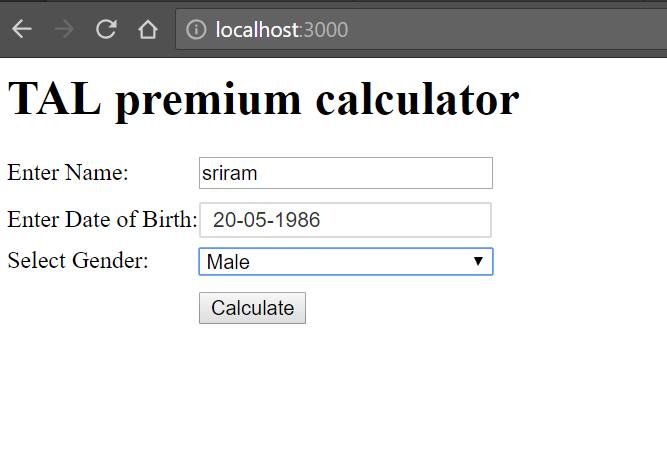 localhost:3000
TAL premium calculator
Enter Name: sriram
Enter Date of Birth: 20-05-1986
Select Gender: Male
Calculate